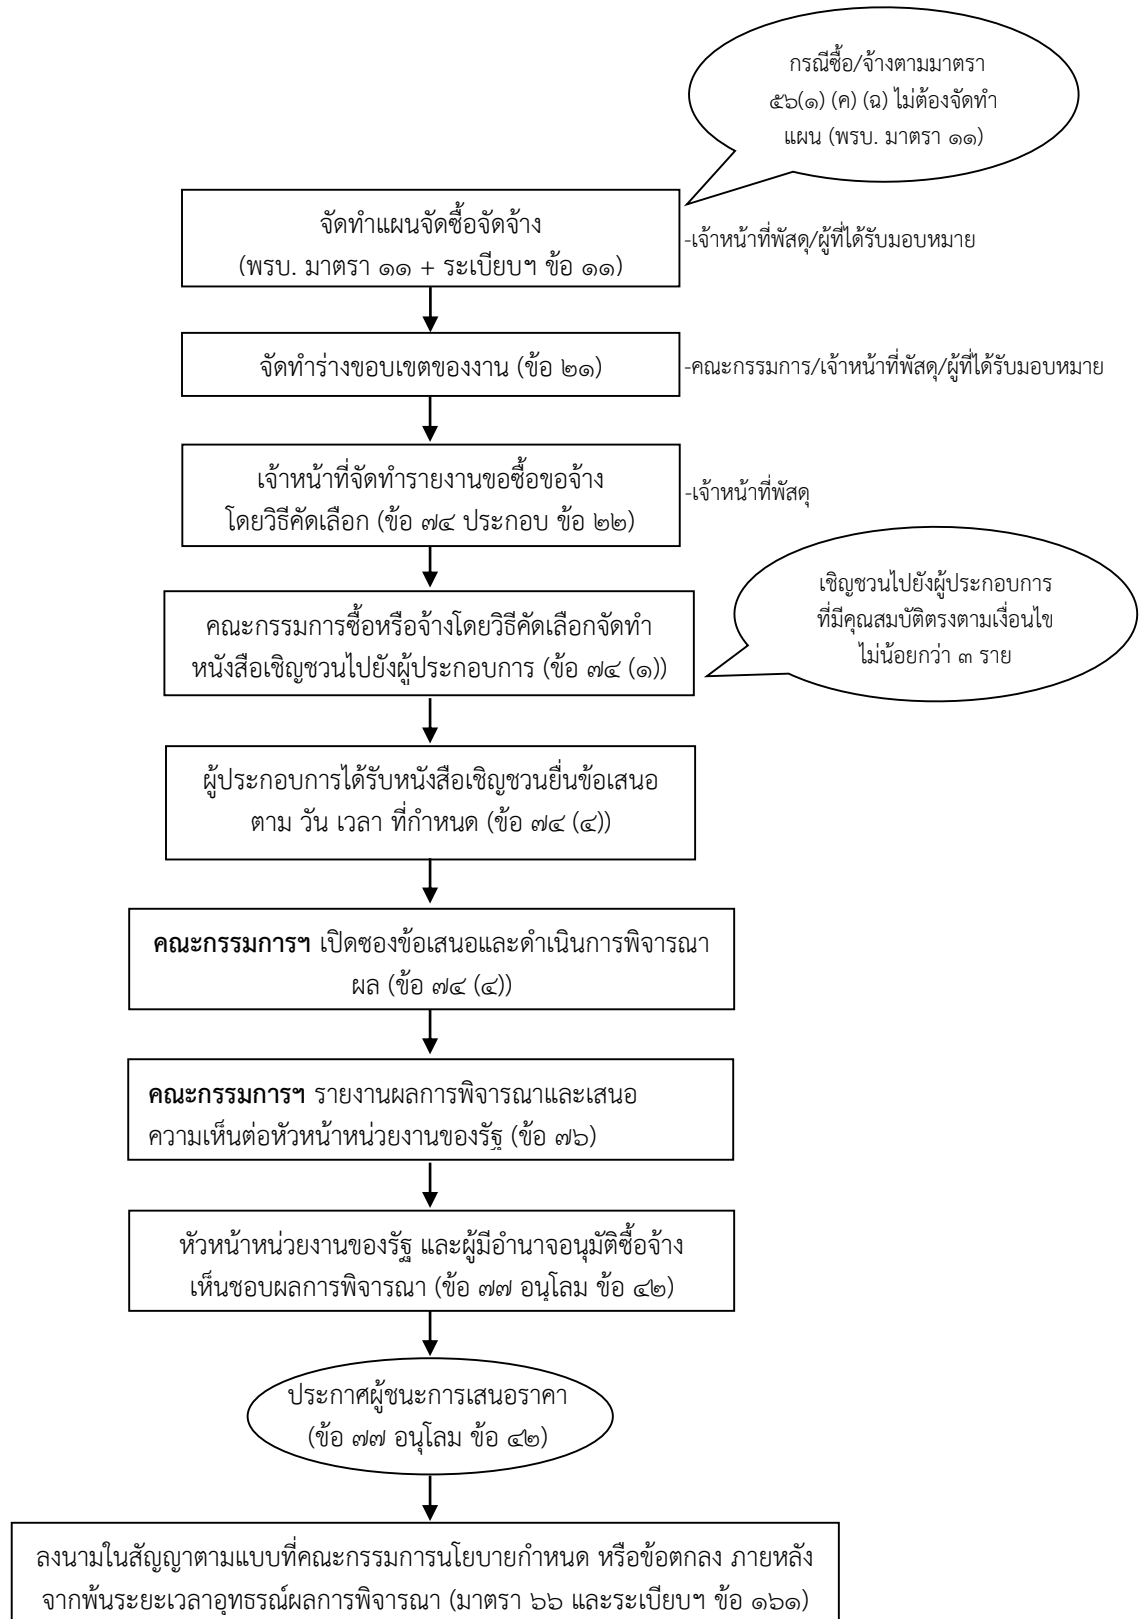 กรณีซื้อ/จ้างตามมาตรา
๕๖(๑) (ค) (ฉ) ไม่ต้องจัดทำ
แผน (พรบ. มาตรา ๑๑)
จัดทำแผนจัดซื้อจัดจ้าง
(พรบ. มาตรา ๑๑ + ระเบียบฯ ข้อ ๑๑)
-เจ้าหน้าที่พัสดุ/ผู้ที่ได้รับมอบหมาย
จัดทำร่างขอบเขตของงาน (ข้อ ๒๑)
-คณะกรรมการ/เจ้าหน้าที่พัสดุ/ผู้ที่ได้รับมอบหมาย
เจ้าหน้าที่จัดทำรายงานขอซื้อขอจ้าง
โดยวิธีคัดเลือก (ข้อ ๗๔ ประกอบ ข้อ ๒๒)
-เจ้าหน้าที่พัสดุ
เชิญชวนไปยังผู้ประกอบการ
ที่มีคุณสมบัติตรงตามเงื่อนไข
ไม่น้อยกว่า ๓ ราย
คณะกรรมการซื้อหรือจ้างโดยวิธีคัดเลือกจัดทำ
หนังสือเชิญชวนไปยังผู้ประกอบการ (ข้อ ๗๔ (๑))
ผู้ประกอบการได้รับหนังสือเชิญชวนยื่นข้อเสนอ
ตาม วัน เวลา ที่กำหนด (ข้อ ๗๔ (๔))
คณะกรรมการฯ เปิดซองข้อเสนอและดำเนินการพิจารณา
ผล (ข้อ ๗๔ (๔))
คณะกรรมการฯ รายงานผลการพิจารณาและเสนอ
ความเห็นต่อหัวหน้าหน่วยงานของรัฐ (ข้อ ๗๖)
หัวหน้าหน่วยงานของรัฐ และผู้มีอำนาจอนุมัติซื้อจ้าง
เห็นชอบผลการพิจารณา (ข้อ ๗๗ อนุโลม ข้อ ๔๒)
ประกาศผู้ชนะการเสนอราคา
(ข้อ ๗๗ อนุโลม ข้อ ๔๒)
ลงนามในสัญญาตามแบบที่คณะกรรมการนโยบายกำหนด หรือข้อตกลง ภายหลัง
จากพ้นระยะเวลาอุทธรณ์ผลการพิจารณา (มาตรา ๖๖ และระเบียบฯ ข้อ ๑๖๑)